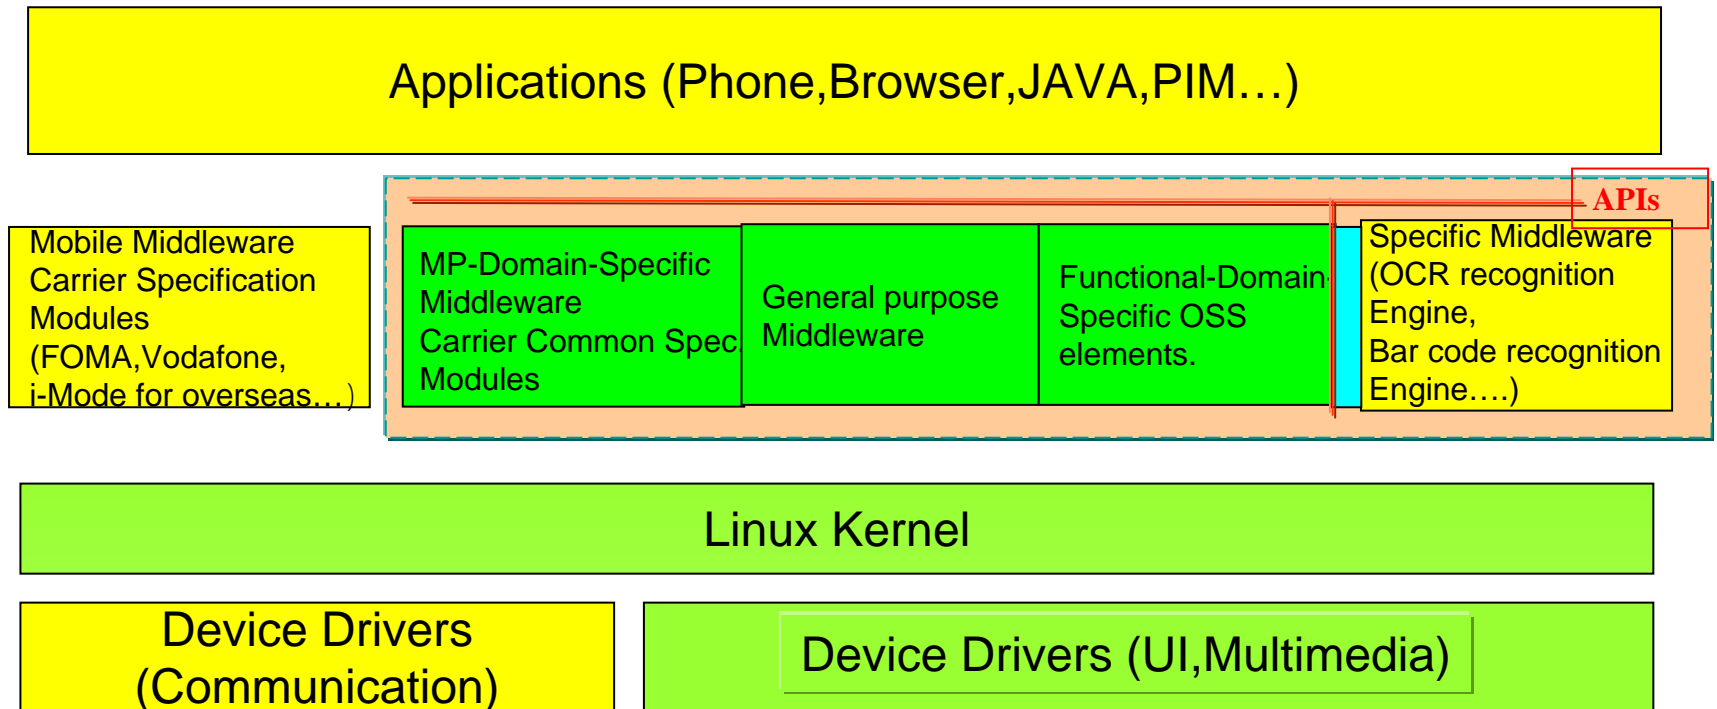 Applications (Phone,Browser,JAVA,PIM…)
APIs
Mobile Middleware
Carrier Specification
Modules
(FOMA,Vodafone,
i-Mode for overseas…)
MP-Domain-Specific
Middleware
Carrier Common Spec.
Modules
General purpose
Middleware
Functional-Domain-
Specific OSS
elements.
Specific Middleware
(OCR recognition
Engine,
Bar code recognition
Engine….)
Linux Kernel
Device Drivers
(Communication)
Device Drivers (UI,Multimedia)